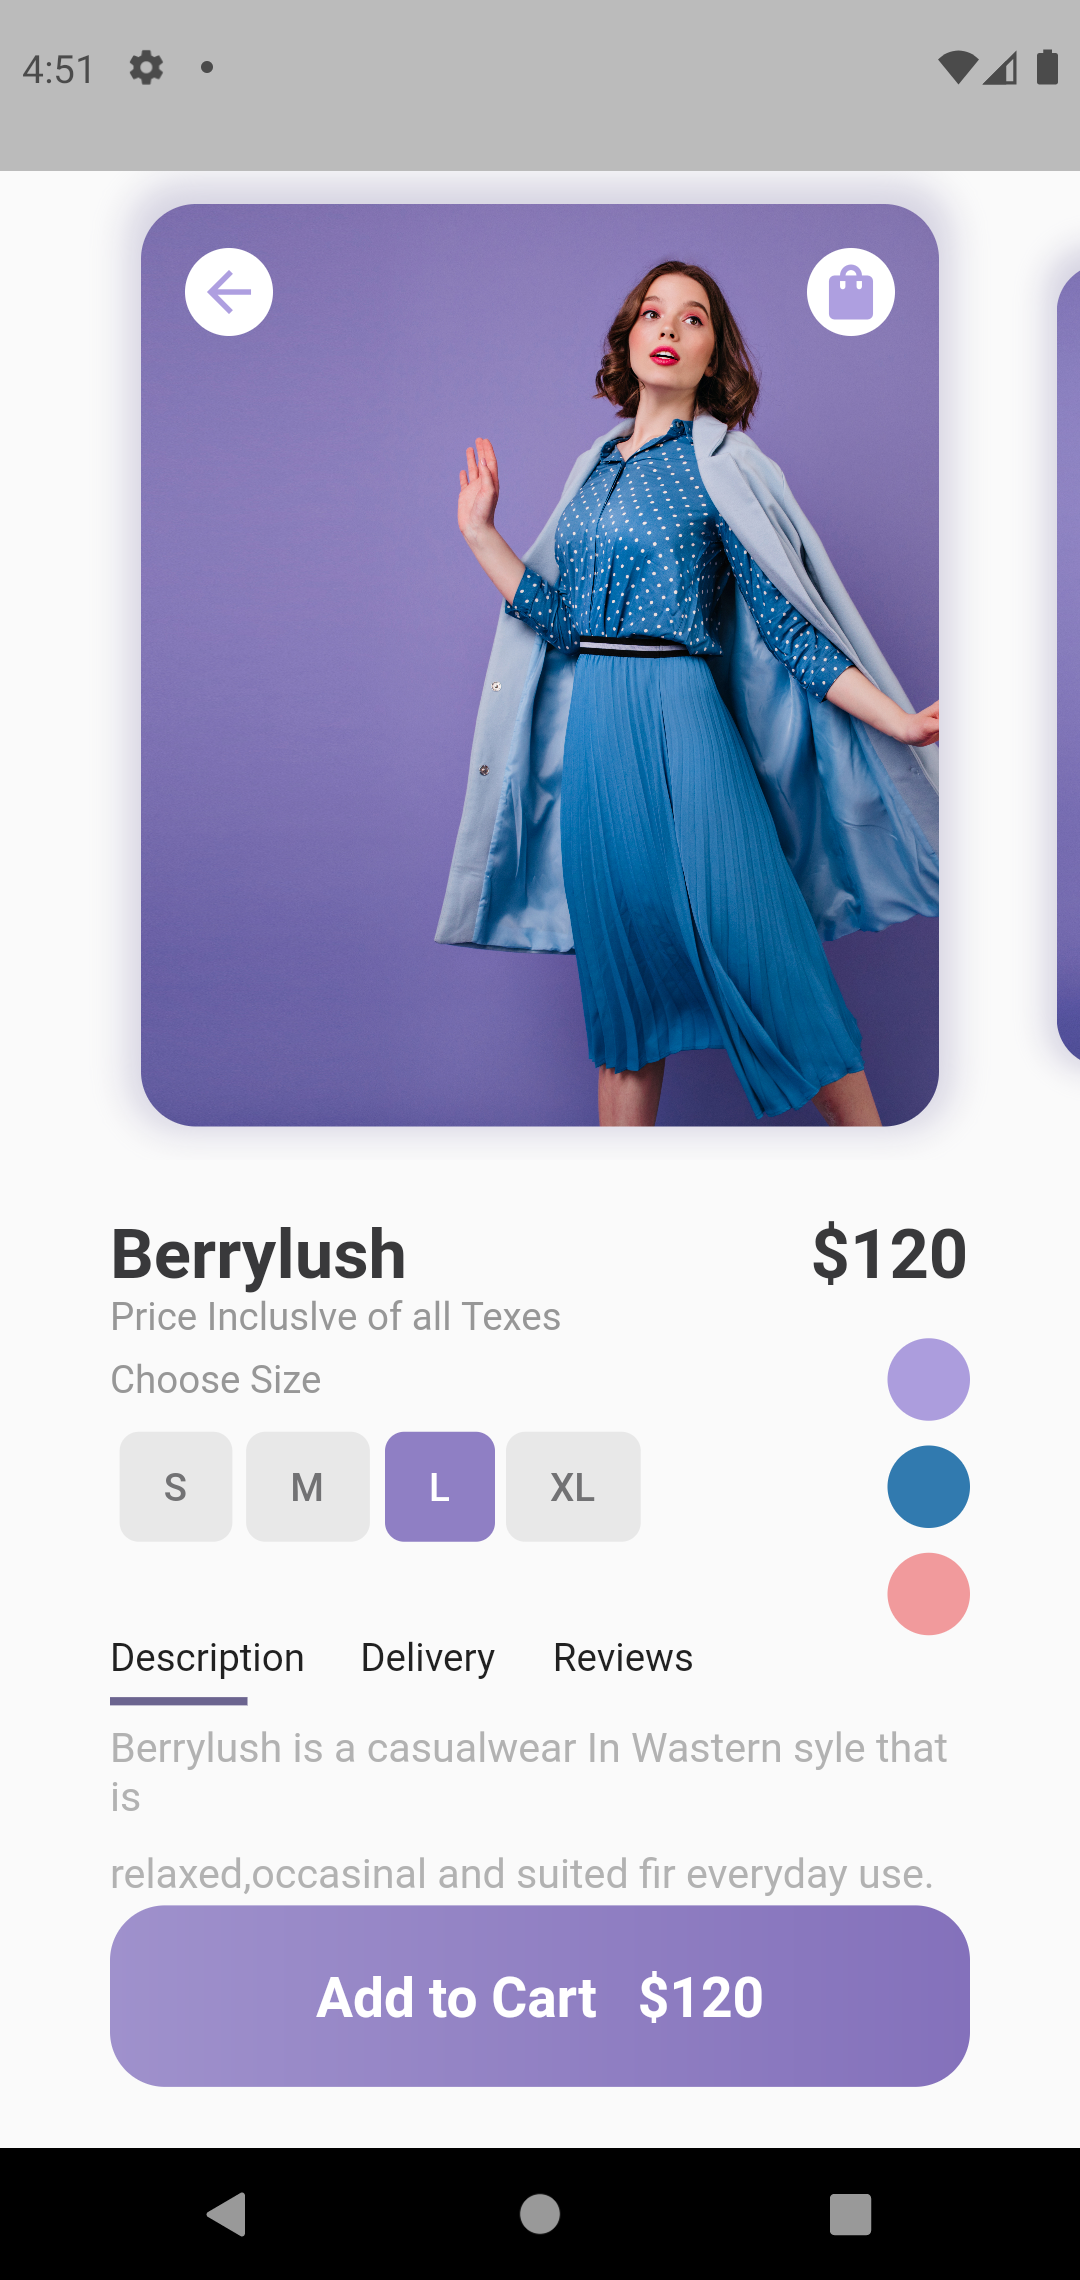 4:51
Berrylush
$120
Price Incluslve of all Texes
Choose Size
S M L XL
Description Delivery Reviews
Berrylush is a casualwear In Wastern syle that
is
relaxed,occasinal and suited fir everyday use.
Add to Cart $120